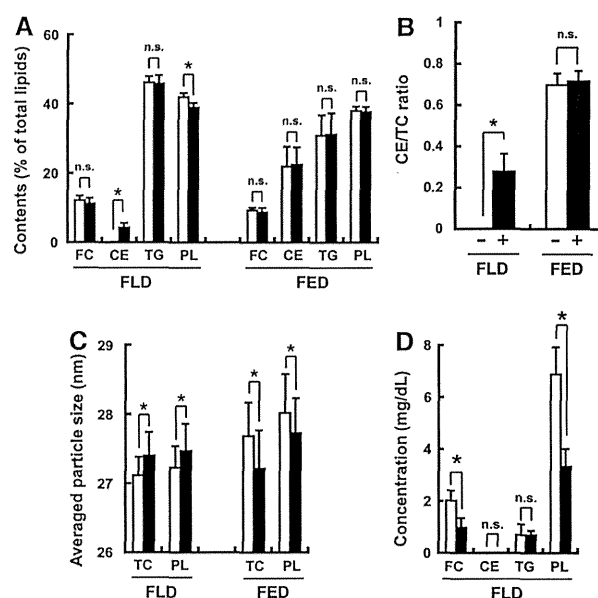 A
Contents (% of total lipids)
60
40
20
0
n.s.
*
n.s.
*
n.s.
n.s.
n.s.
n.s.
FC CE TG PL
FC CE TG PL
FLD
FED
B
CE/TC ratio
1
0.8
0.6
0.4
0.2
0
*
n.s.
− +
− +
FLD
FED
C
Averaged particle size (nm)
29
28
27
26
*
*
*
*
TC PL
TC PL
FLD
FED
D
Concentration (mg/dL)
8
6
4
2
0
*
n.s.
n.s.
*
FC CE TG PL
FLD